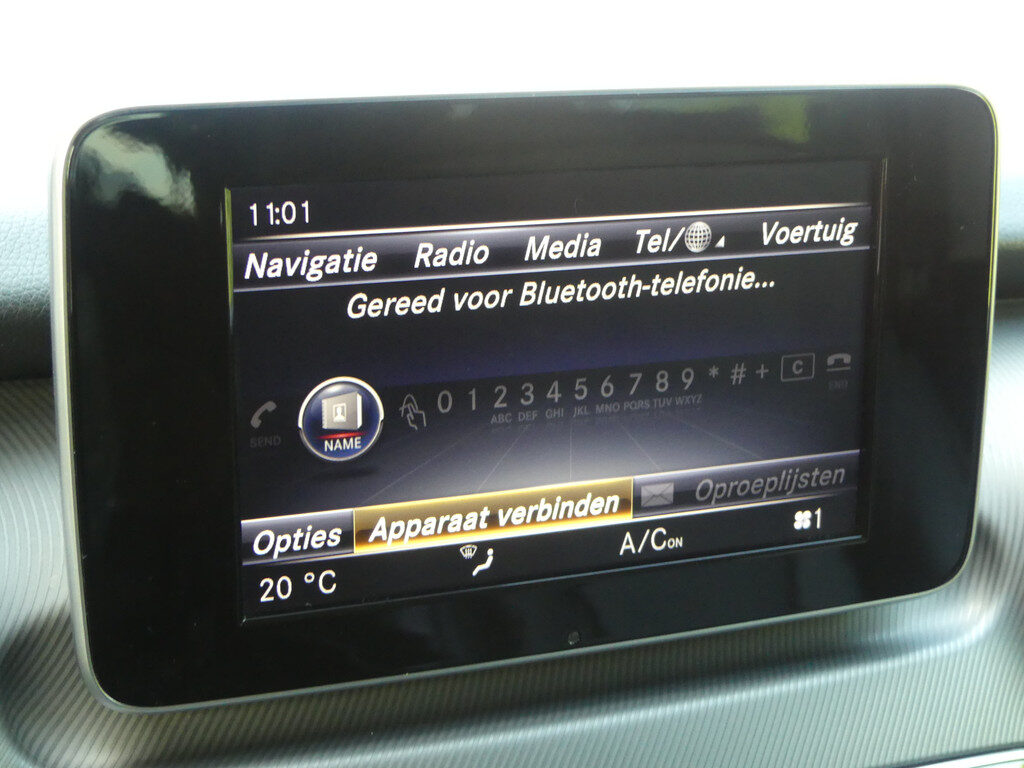 11:01
Navigatie Radio Media Tel/ Voertuig
Gereed voor Bluetooth-telefonie...
SEND NAME 0 1 2 3 4 5 6 7 8 9 * # + C END
ABC DEF GHI JKL MNO PQRS TUV WXYZ
Opties Apparaat verbinden Oproeplijsten
20 °C A/C ON 1